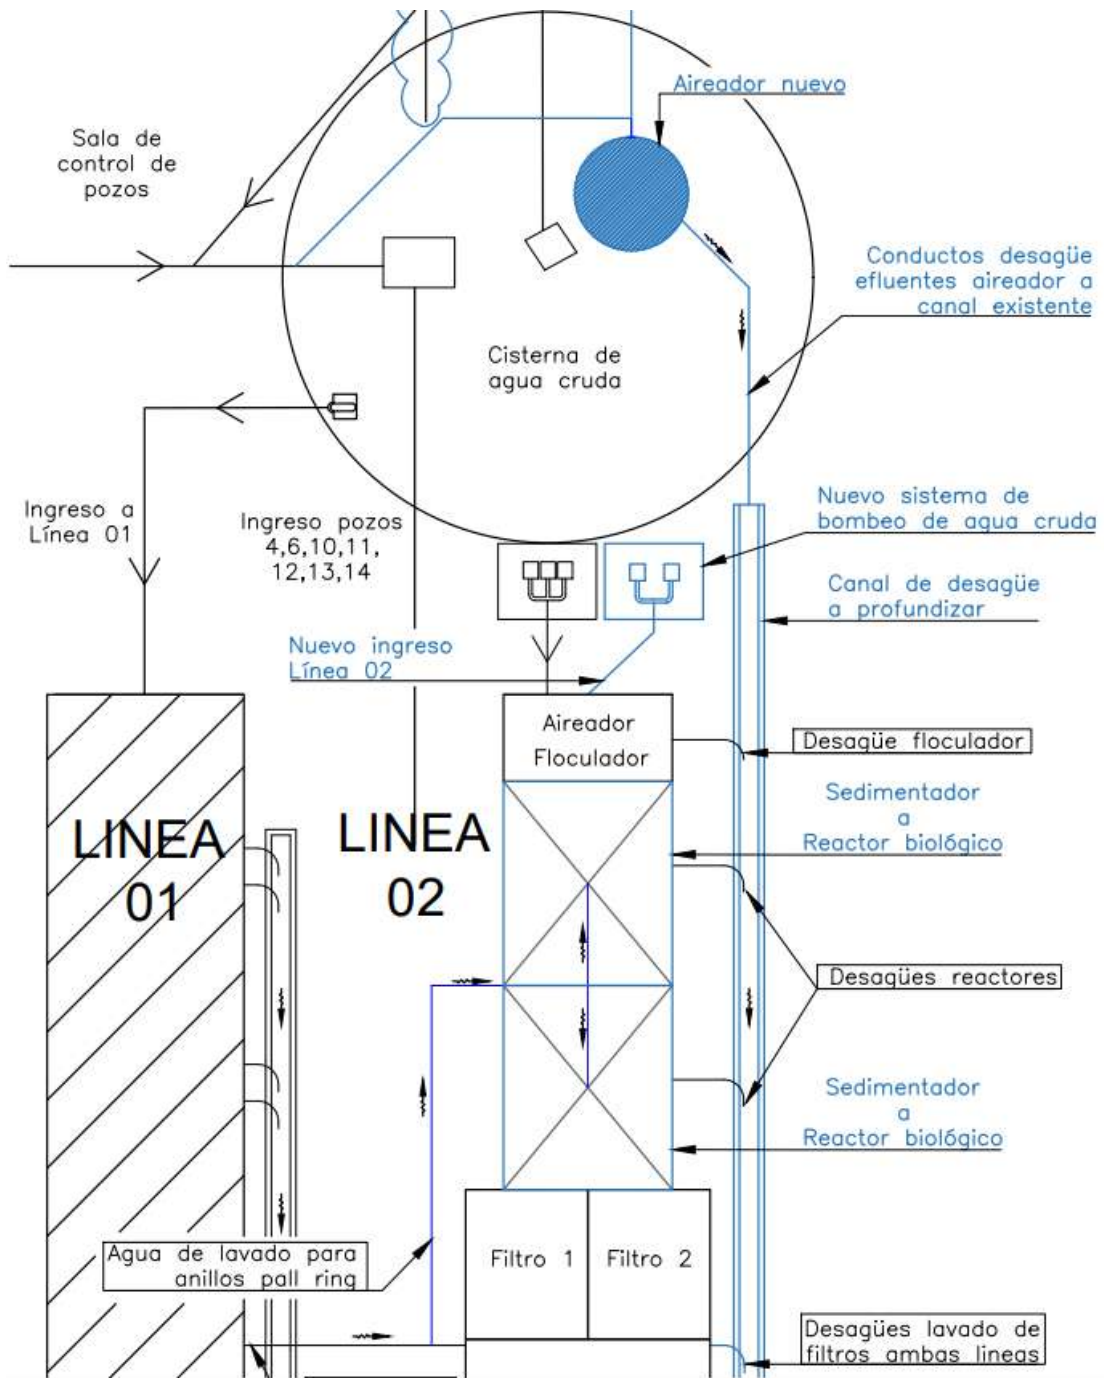 Aireador nuevo
Sala de
control de
pozos
Conductos desagüe
efluentes aireador a
canal existente
Cisterna de
agua cruda
Ingreso a
Línea 01
Ingreso pozos
4,6,10,11,
12,13,14
Nuevo sistema de
bombeo de agua cruda
Canal de desagüe
a profundizar
Nuevo ingreso
Línea 02
Aireador
Floculador
Desagüe floculador
Sedimentador
a
Reactor biológico
LINEA
01
LINEA
02
Desagües reactores
Sedimentador
a
Reactor biológico
Agua de lavado para
anillos pall ring
Filtro 1
Filtro 2
Desagües lavado de
filtros ambas lineas